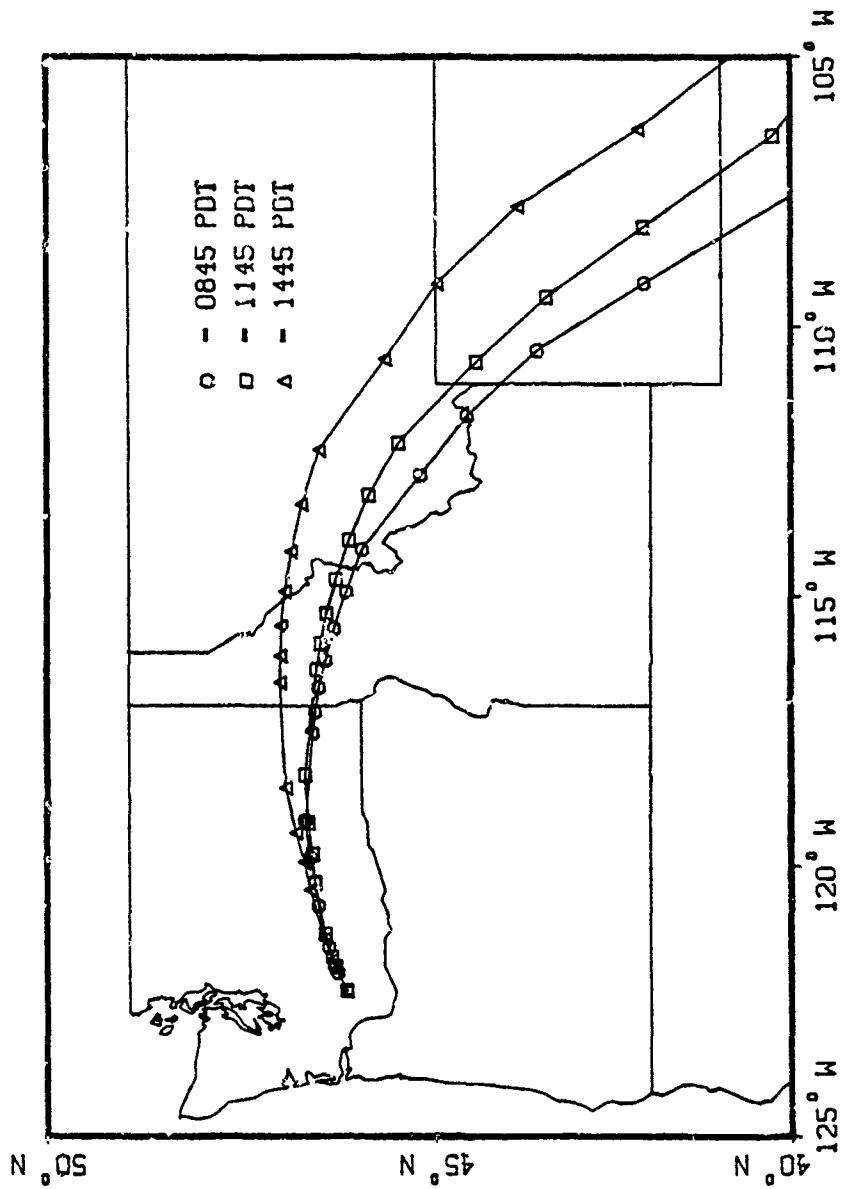 50° N
45° N
40° N
O - 0845 PDT
□ - 1145 PDT
△ - 1445 PDT
125° W
120° W
115° W
110° W
105° W